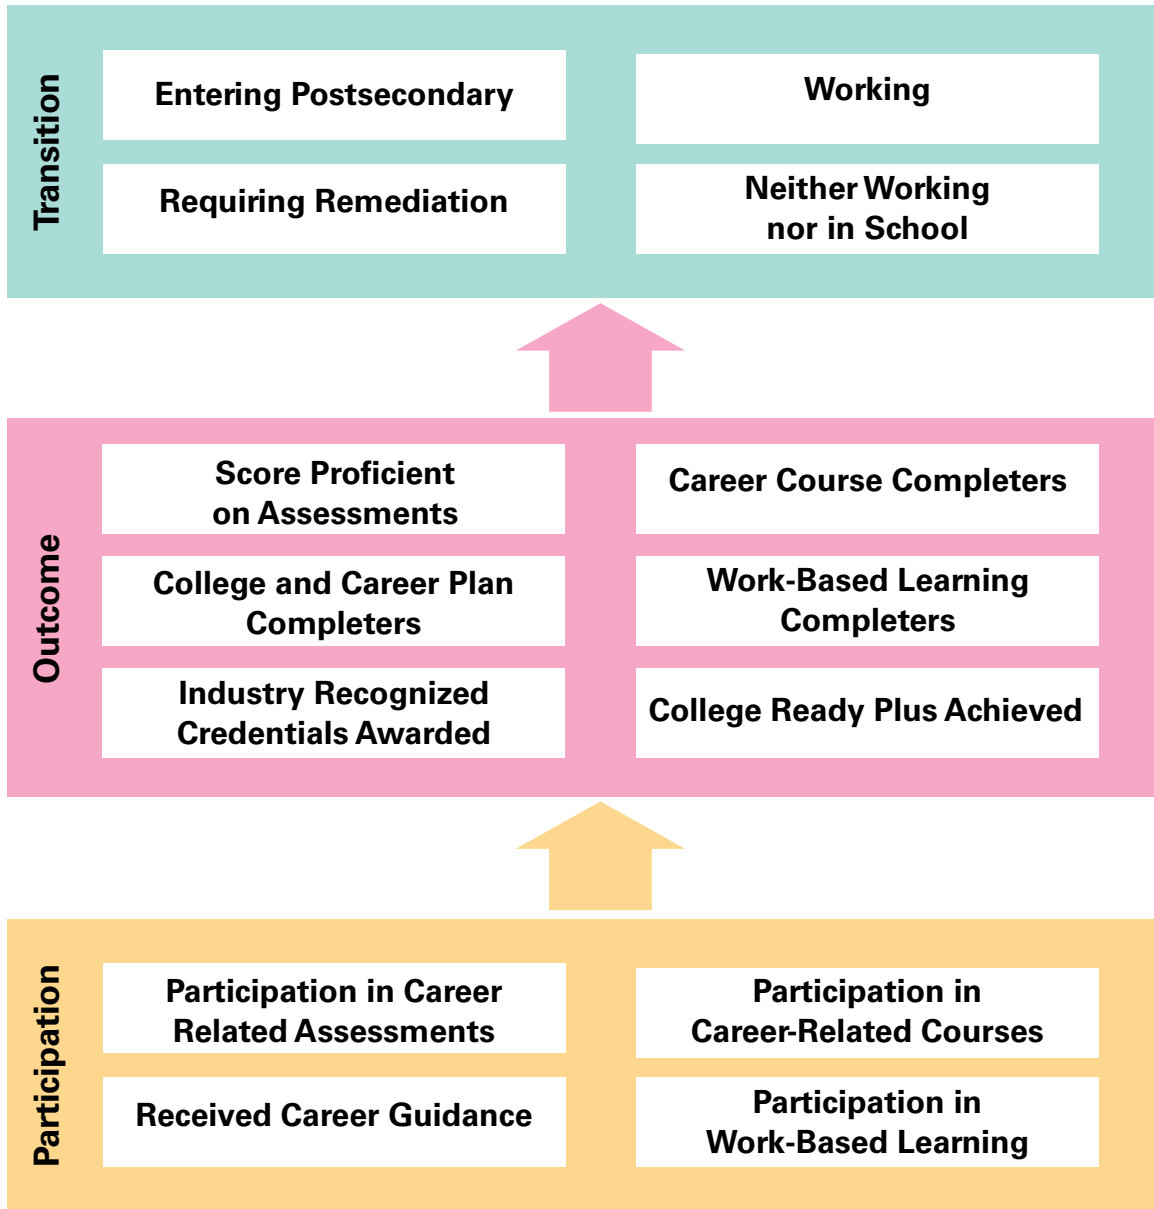 Transition
Entering Postsecondary
Working
Requiring Remediation
Neither Working
nor in School
Outcome
Score Proficient
on Assessments
Career Course Completers
College and Career Plan
Completers
Work-Based Learning
Completers
Industry Recognized
Credentials Awarded
College Ready Plus Achieved
Participation
Participation in Career
Related Assessments
Participation in
Career-Related Courses
Received Career Guidance
Participation in
Work-Based Learning